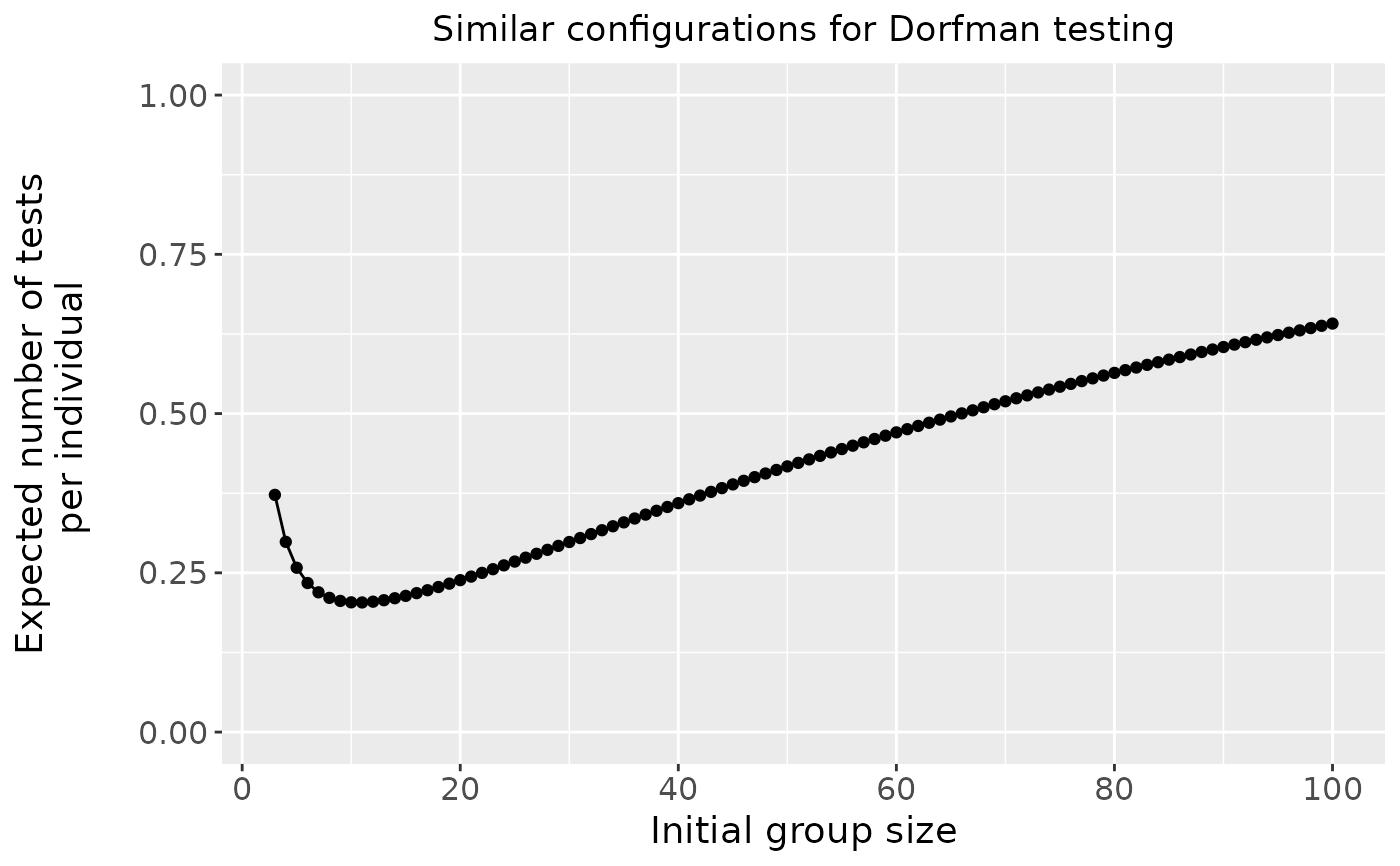 Similar configurations for Dorfman testing
Expected number of tests
per individual
1.00
0.75
0.50
0.25
0.00
0 20 40 60 80 100
Initial group size